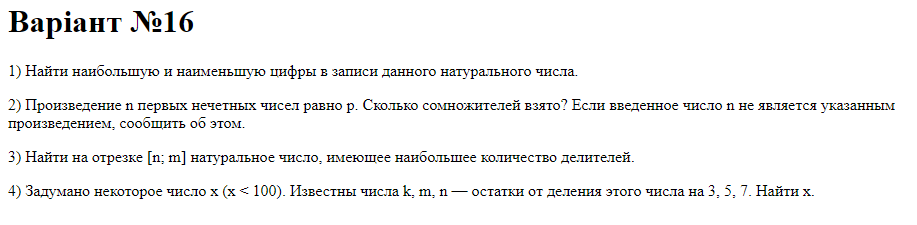 Варіант №16
1) Найти наибольшую и наименьшую цифры в записи данного натурального числа.
2) Произведение n первых нечетных чисел равно p. Сколько сомножителей взято? Если введенное число n не является указанным
произведением, сообщить об этом.
3) Найти на отрезке [n; m] натуральное число, имеющее наибольшее количество делителей.
4) Задумано некоторое число x (x < 100). Известны числа k, m, n — остатки от деления этого числа на 3, 5, 7. Найти x.